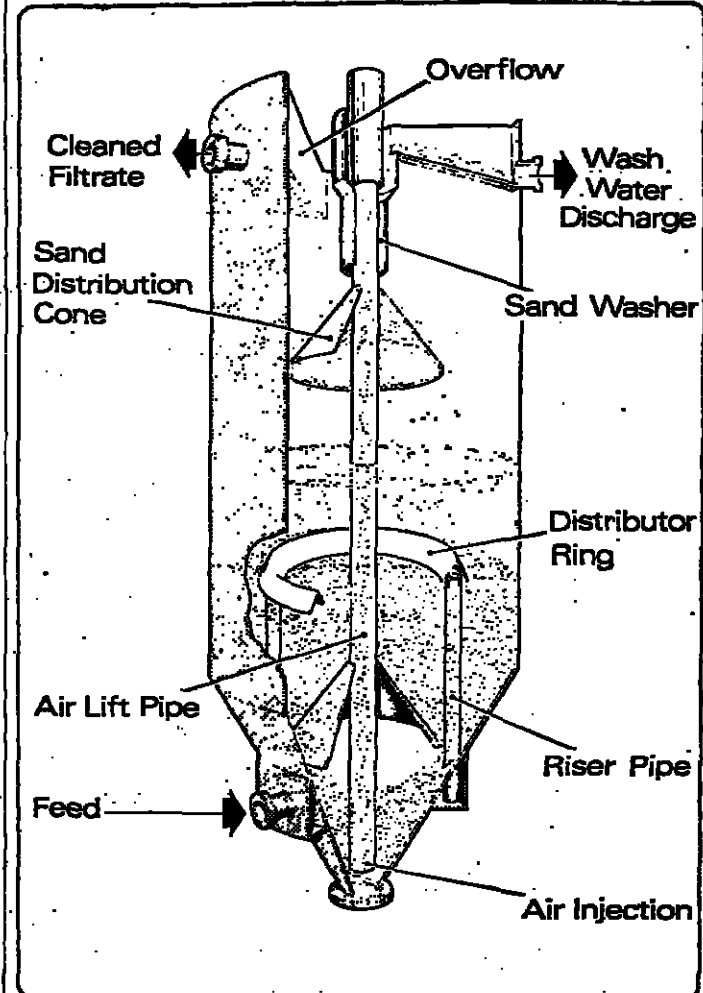 Overflow
Cleaned
Filtrate
Wash
Water
Discharge
Sand
Distribution
Cone
Sand Washer
Distributor
Ring
Air Lift Pipe
Riser Pipe
Feed
Air Injection